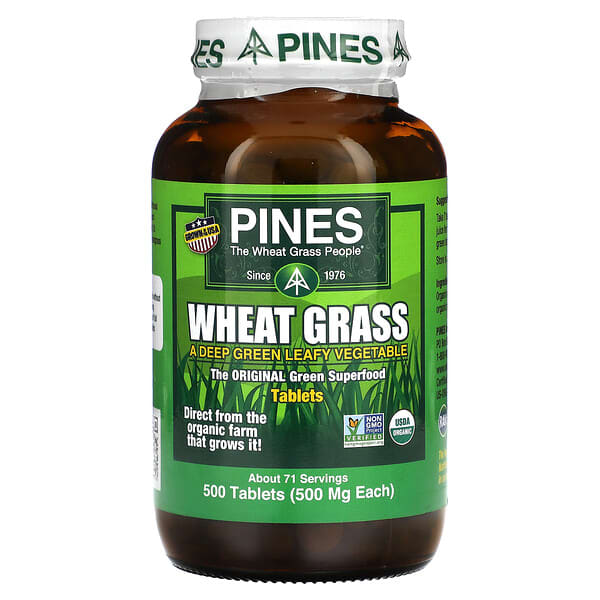 PINES
GROWN in USA
PINES
The Wheat Grass People®
Since 1976
WHEAT GRASS
A DEEP GREEN LEAFY VEGETABLE
The ORIGINAL Green Superfood
Tablets
Direct from the
organic farm
that grows it!
NON
GMO
Project
VERIFIED
nongmoproject.org
USDA
ORGANIC
About 71 Servings
500 Tablets (500 Mg Each)